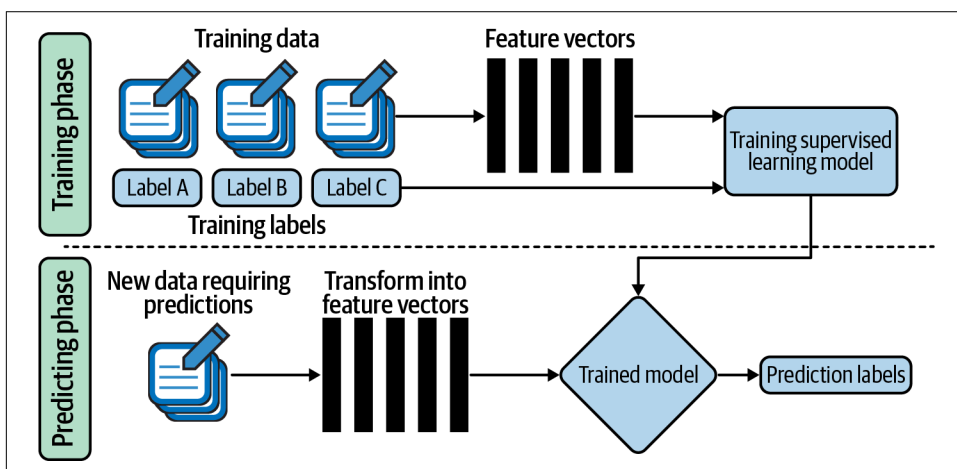 Training phase
Training data
Feature vectors
Label A
Label B
Label C
Training labels
Training supervised
learning model
Predicting phase
New data requiring
predictions
Transform into
feature vectors
Trained model
Prediction labels